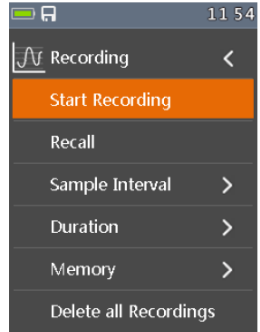 11 54
Recording
Start Recording
Recall
Sample Interval
Duration
Memory
Delete all Recordings